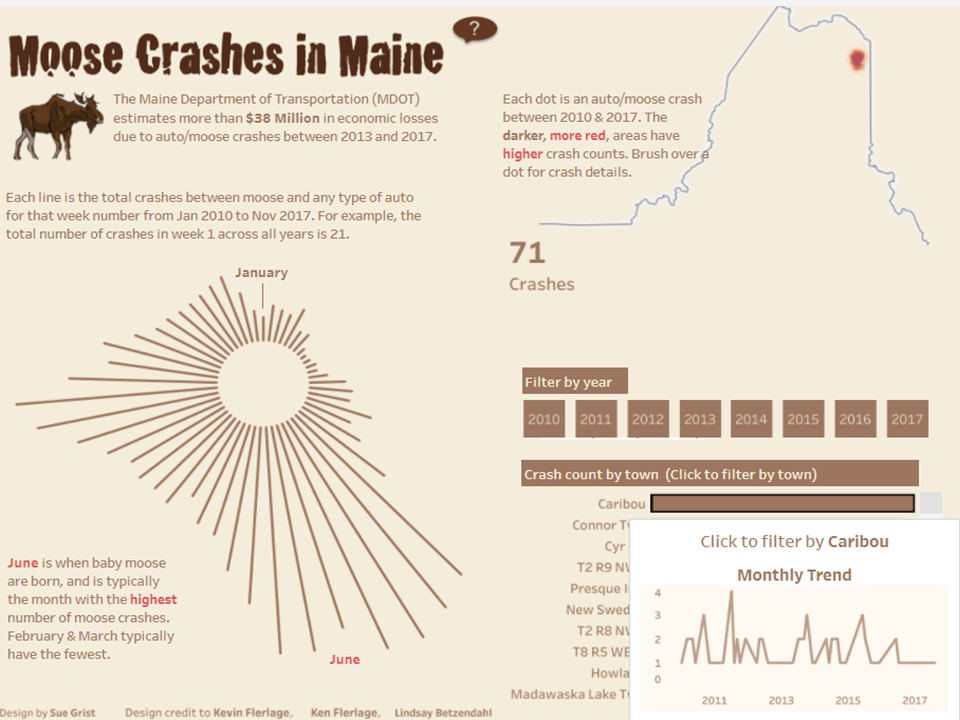 ?
Moose Crashes in Maine
The Maine Department of Transportation (MDOT)
estimates more than $38 Million in economic losses
due to auto/moose crashes between 2013 and 2017.
Each line is the total crashes between moose and any type of auto
for that week number from Jan 2010 to Nov 2017. For example, the
total number of crashes in week 1 across all years is 21.
January
June is when baby moose
are born, and is typically
the month with the highest
number of moose crashes.
February & March typically
have the fewest.
June
Design by Sue Grist
Design credit to Kevin Flerlage, Ken Flerlage, Lindsay Betzendahl
Each dot is an auto/moose crash
between 2010 & 2017. The
darker, more red, areas have
higher crash counts. Brush over a
dot for crash details.
71
Crashes
Filter by year
2010 2011 2012 2013 2014 2015 2016 2017
Crash count by town (Click to filter by town)
Caribou
Connor
Cyr
T2 R9
Presque
New Swed
T2 R8
T8 R5
Howla
Madawaska Lake
Click to filter by Caribou
Monthly Trend
4
3
2
1
0
2011 2013 2015 2017